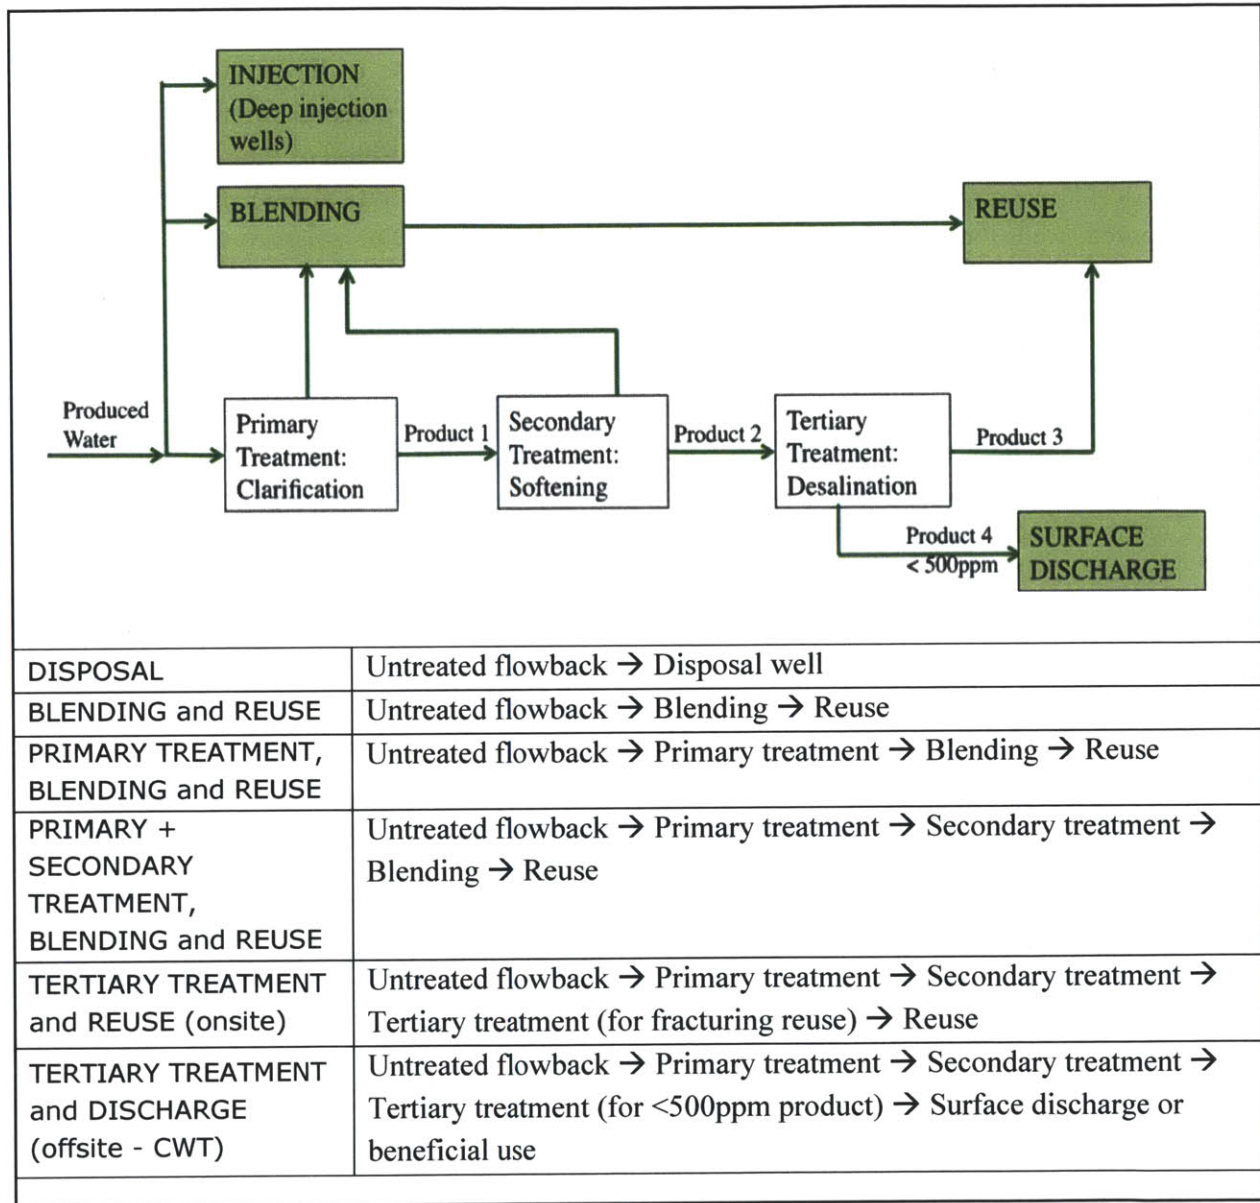 INJECTION
(Deep injection
wells)
BLENDING
REUSE
Produced
Water
Primary
Treatment:
Clarification
Product 1
Secondary
Treatment:
Softening
Product 2
Tertiary
Treatment:
Desalination
Product 3
Product 4
< 500ppm
SURFACE
DISCHARGE
DISPOSAL
Untreated flowback → Disposal well
BLENDING and REUSE
Untreated flowback → Blending → Reuse
PRIMARY TREATMENT,
BLENDING and REUSE
Untreated flowback → Primary treatment → Blending → Reuse
PRIMARY +
SECONDARY
TREATMENT,
BLENDING and REUSE
Untreated flowback → Primary treatment → Secondary treatment →
Blending → Reuse
TERTIARY TREATMENT
and REUSE (onsite)
Untreated flowback → Primary treatment → Secondary treatment →
Tertiary treatment (for fracturing reuse) → Reuse
TERTIARY TREATMENT
and DISCHARGE
(offsite - CWT)
Untreated flowback → Primary treatment → Secondary treatment →
Tertiary treatment (for <500ppm product) → Surface discharge or
beneficial use